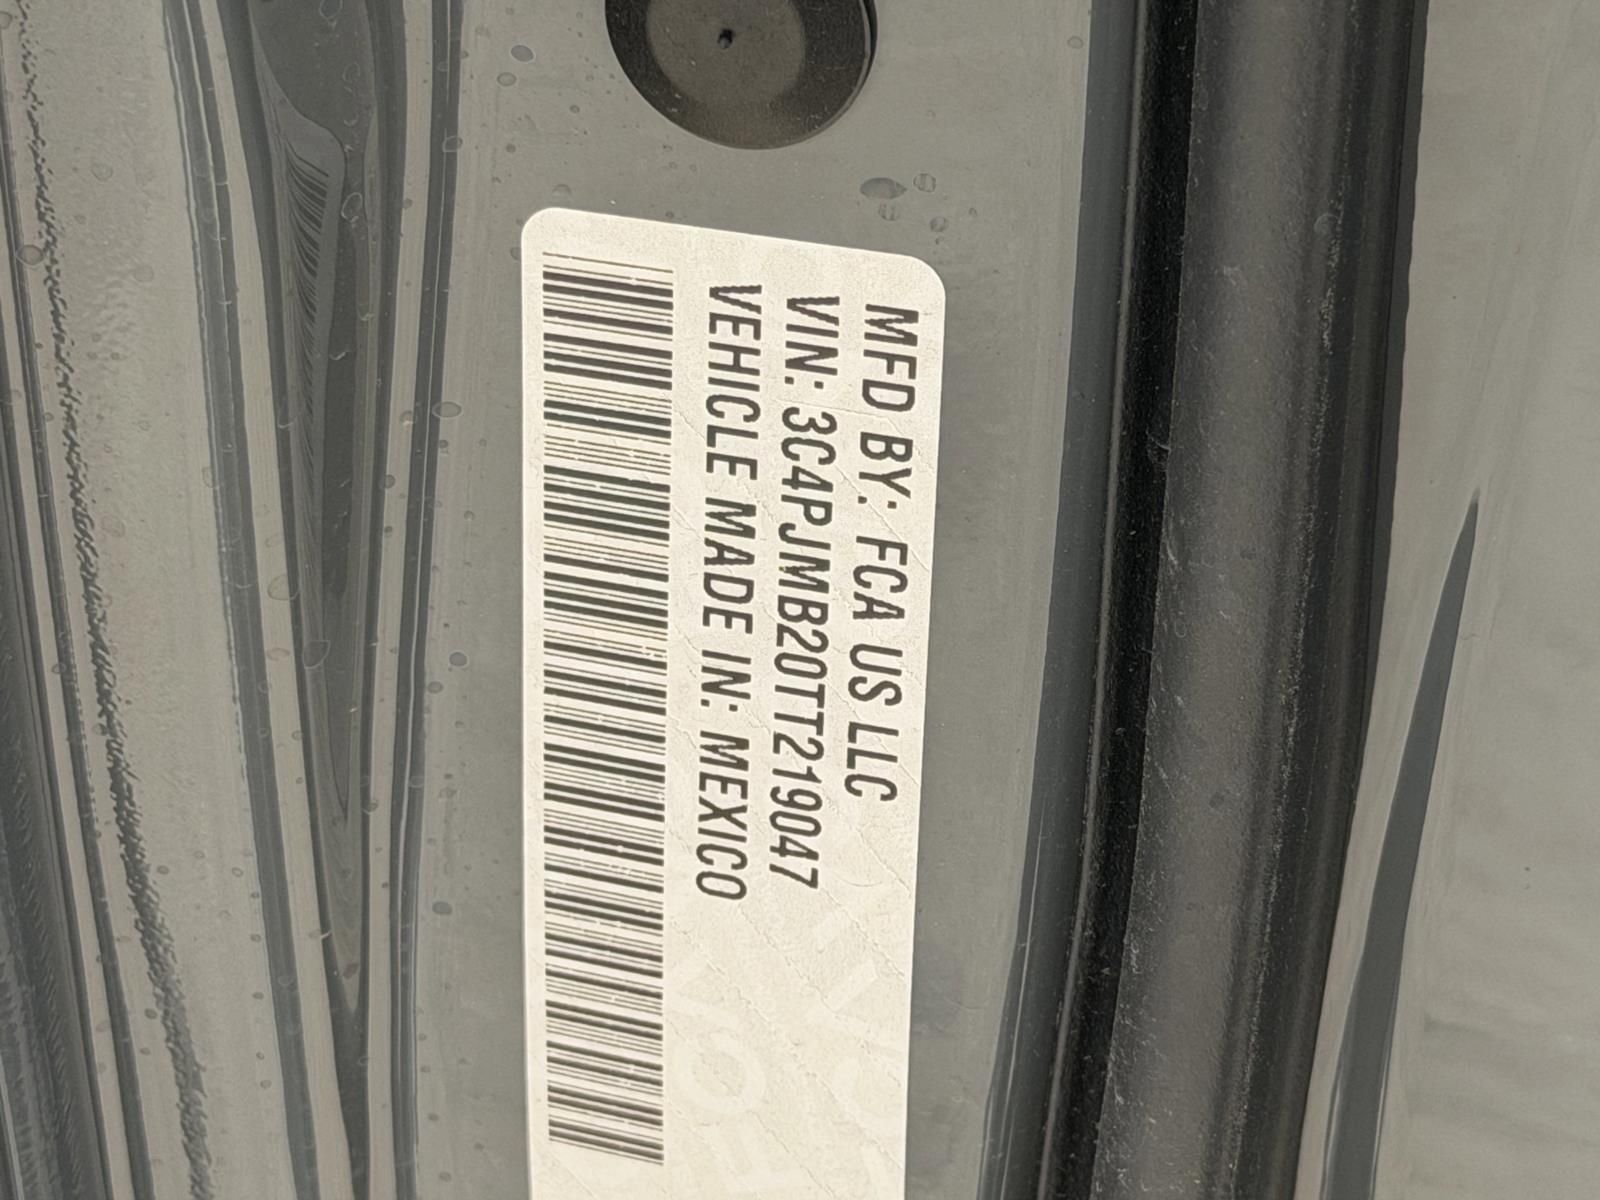 MFD BY: FCA US LLC
VIN: 3C4PJMB20TT219047
VEHICLE MADE IN: MEXICO